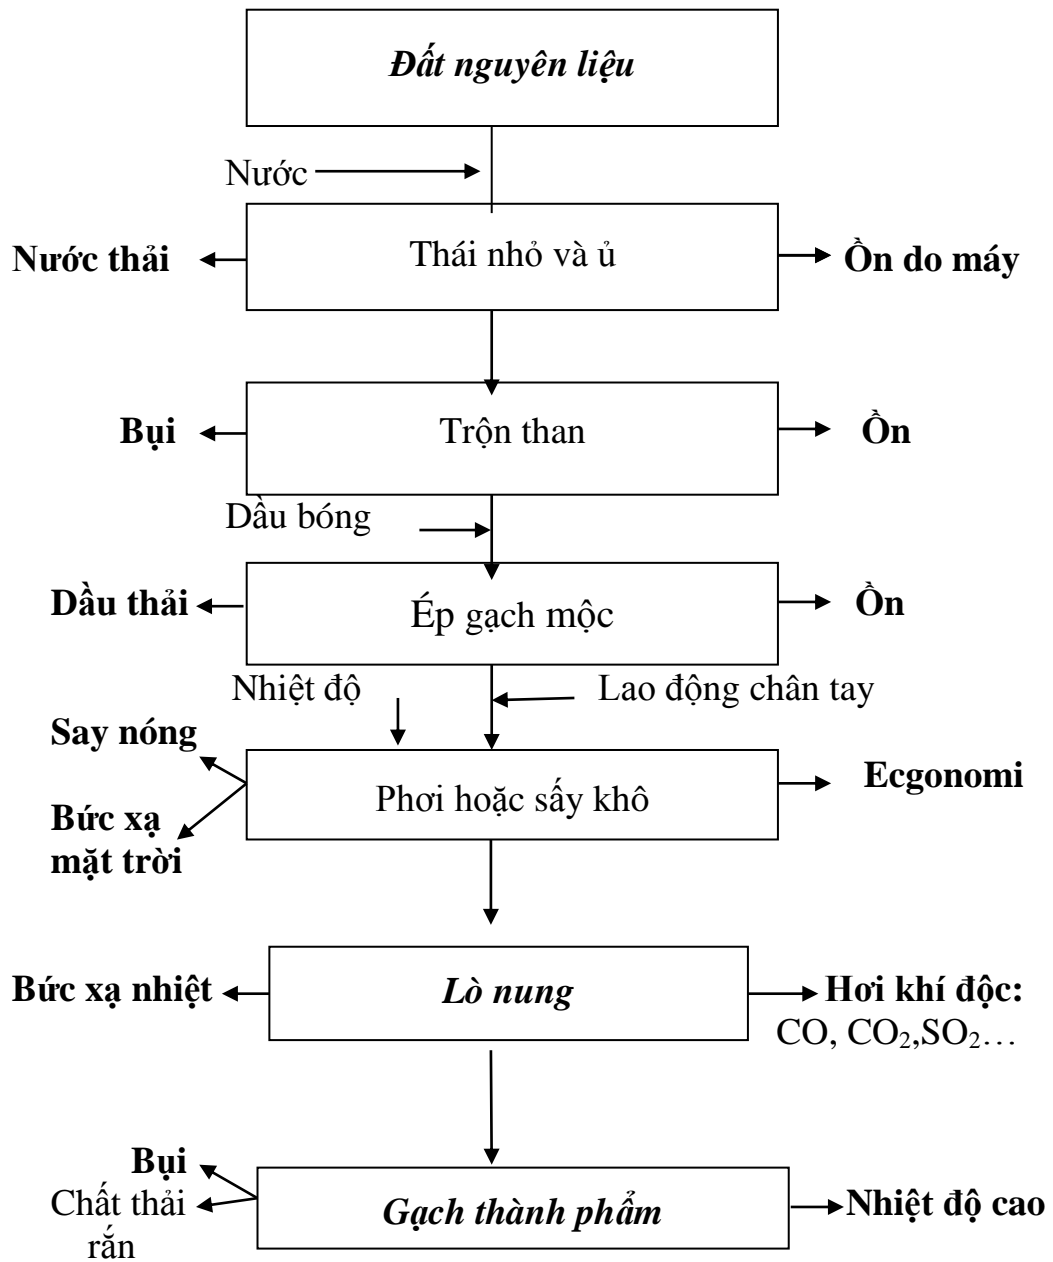 Đất nguyên liệu
Nước
Nước thải
Thái nhỏ và ủ
Ồn do máy
Bụi
Trộn than
Ồn
Dầu bóng
Dầu thải
Ép gạch mộc
Ồn
Nhiệt độ
Lao động chân tay
Say nóng
Bức xạ
mặt trời
Phơi hoặc sấy khô
Ecgonomi
Bức xạ nhiệt
Lò nung
Hơi khí độc:
CO, CO₂,SO₂…
Bụi
Chất thải
rắn
Gạch thành phẩm
Nhiệt độ cao